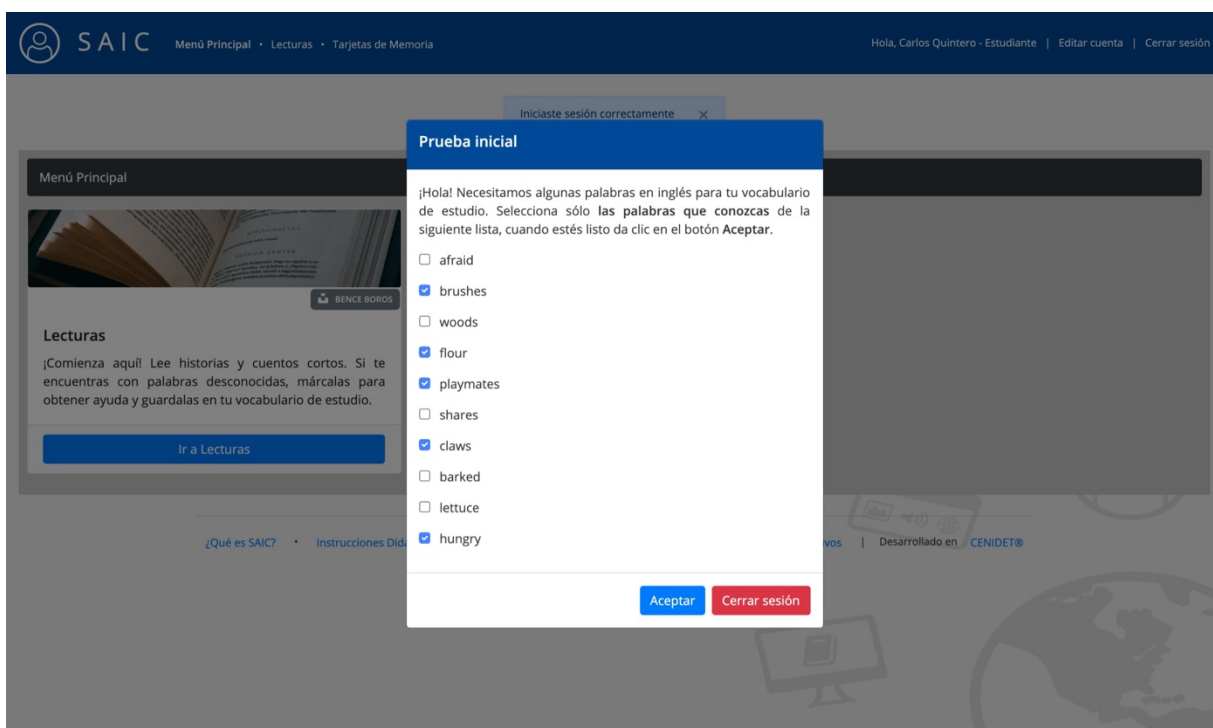 SAIC Menú Principal • Lecturas • Tarjetas de Memoria Hola, Carlos Quintero - Estudiante | Editar cuenta | Cerrar sesión
Iniciaste sesión correctamente ×
Menú Principal
BENCE BOROS
Lecturas
¡Comienza aquí! Lee historias y cuentos cortos. Si te
encuentras con palabras desconocidas, márcalas para
obtener ayuda y guardalas en tu vocabulario de estudio.
Ir a Lecturas
Prueba inicial
¡Hola! Necesitamos algunas palabras en inglés para tu vocabulario
de estudio. Selecciona sólo las palabras que conozcas de la
siguiente lista, cuando estés listo da clic en el botón Aceptar.
afraid
brushes
woods
flour
playmates
shares
claws
barked
lettuce
hungry
Aceptar Cerrar sesión
¿Qué es SAIC? • Instrucciones | Desarrollado en CENIDET®